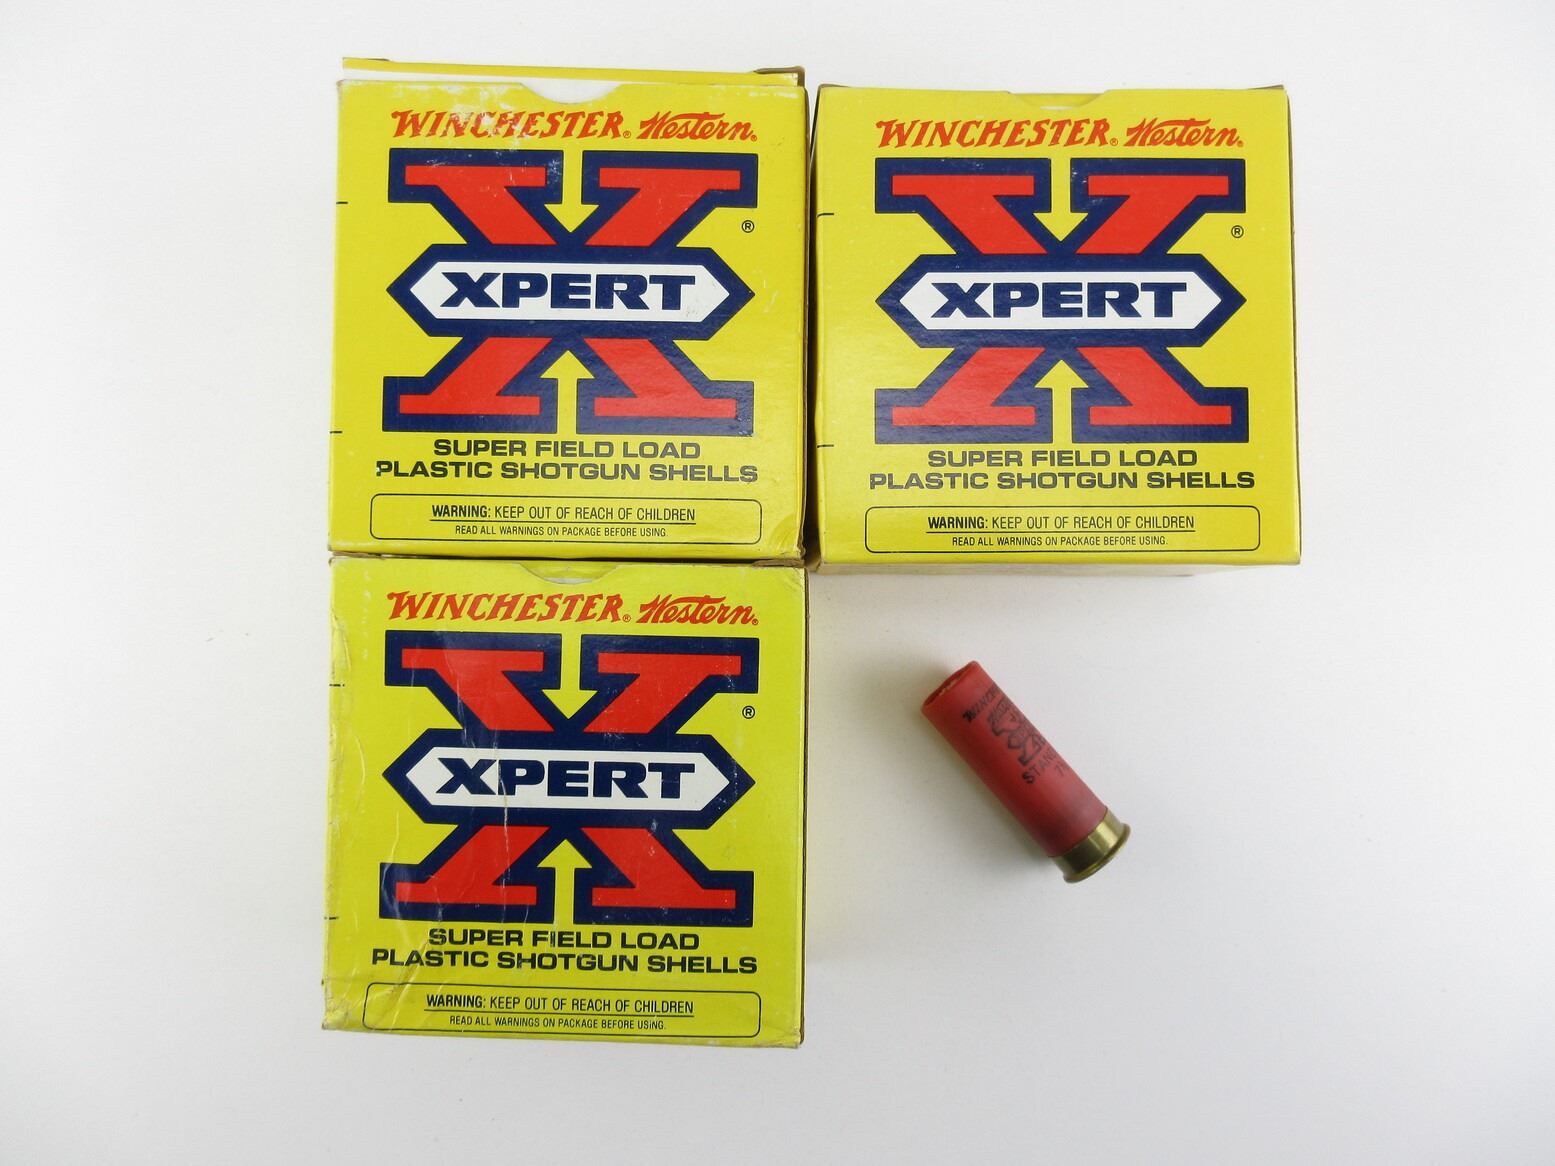 WINCHESTER® Western®
®
XPERT
SUPER FIELD LOAD
PLASTIC SHOTGUN SHELLS
WARNING: KEEP OUT OF REACH OF CHILDREN
READ ALL WARNINGS ON PACKAGE BEFORE USING.
WINCHESTER® Western®
®
XPERT
SUPER FIELD LOAD
PLASTIC SHOTGUN SHELLS
WARNING: KEEP OUT OF REACH OF CHILDREN
READ ALL WARNINGS ON PACKAGE BEFORE USING.
WINCHESTER® Western®
®
XPERT
SUPER FIELD LOAD
PLASTIC SHOTGUN SHELLS
WARNING: KEEP OUT OF REACH OF CHILDREN
READ ALL WARNINGS ON PACKAGE BEFORE USING.